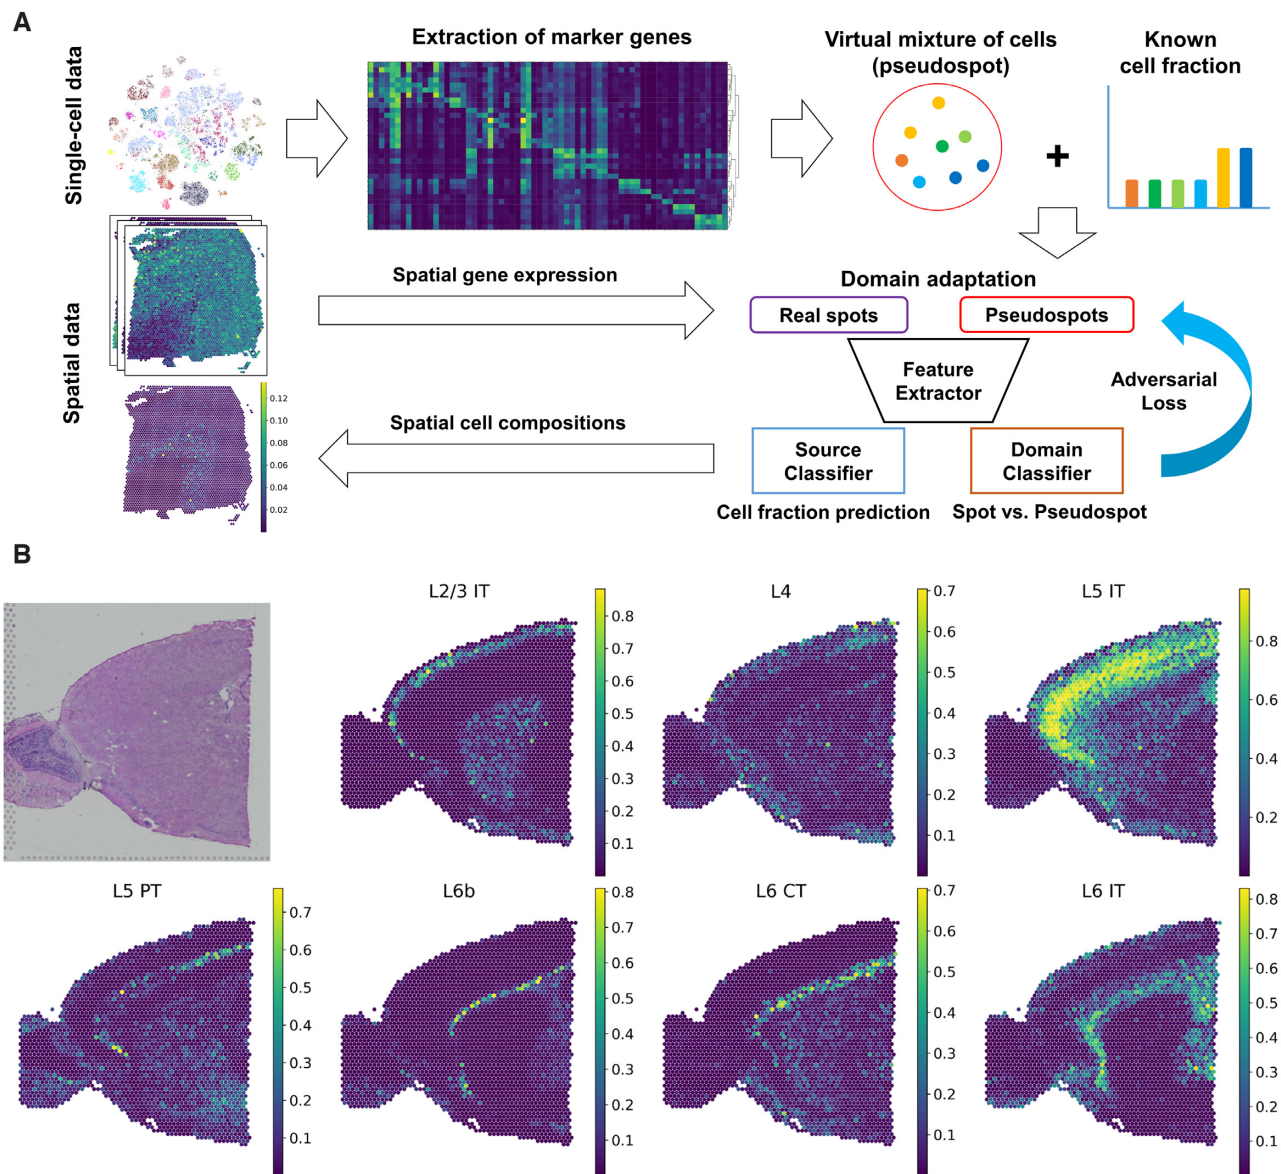 A
Single-cell data
Extraction of marker genes
Virtual mixture of cells
(pseudospot)
Known
cell fraction
+
Spatial data
Spatial gene expression
Domain adaptation
Real spots
Pseudospots
Feature
Extractor
Adversarial
Loss
0.12
0.10
0.08
0.06
0.04
0.02
Spatial cell compositions
Source
Classifier
Domain
Classifier
Cell fraction prediction
Spot vs. Pseudospot
B
L2/3 IT
0.8
0.7
0.6
0.5
0.4
0.3
0.2
0.1
L4
0.7
0.6
0.5
0.4
0.3
0.2
0.1
L5 IT
0.8
0.6
0.4
0.2
L5 PT
0.7
0.6
0.5
0.4
0.3
0.2
0.1
L6b
0.8
0.7
0.6
0.5
0.4
0.3
0.2
0.1
L6 CT
0.7
0.6
0.5
0.4
0.3
0.2
0.1
L6 IT
0.8
0.7
0.6
0.5
0.4
0.3
0.2
0.1